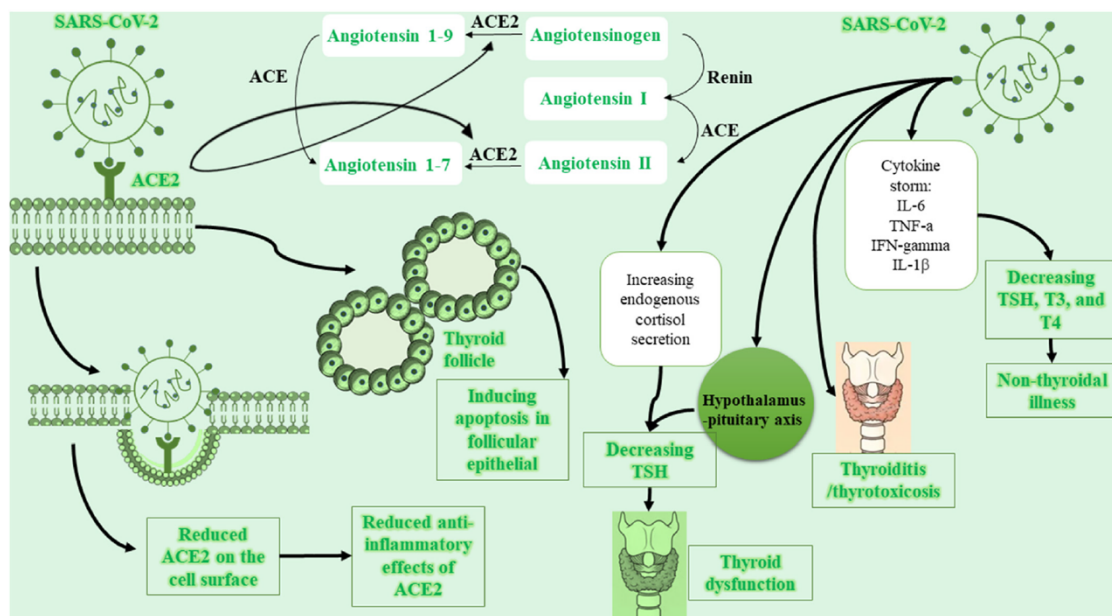 SARS-CoV-2
ACE2
Angiotensin 1-9
ACE2
Angiotensinogen
ACE
Renin
Angiotensin I
ACE
Angiotensin 1-7
ACE2
Angiotensin II
SARS-CoV-2
Cytokine
storm:
IL-6
TNF-a
IFN-gamma
IL-1β
Decreasing
TSH, T3, and
T4
Non-thyroidal
illness
Increasing
endogenous
cortisol
secretion
Hypothalamus
-pituitary axis
Thyroiditis
/thyrotoxicosis
Decreasing
TSH
Thyroid
dysfunction
Thyroid
follicle
Inducing
apoptosis in
follicular
epithelial
Reduced
ACE2 on the
cell surface
Reduced anti-
inflammatory
effects of
ACE2